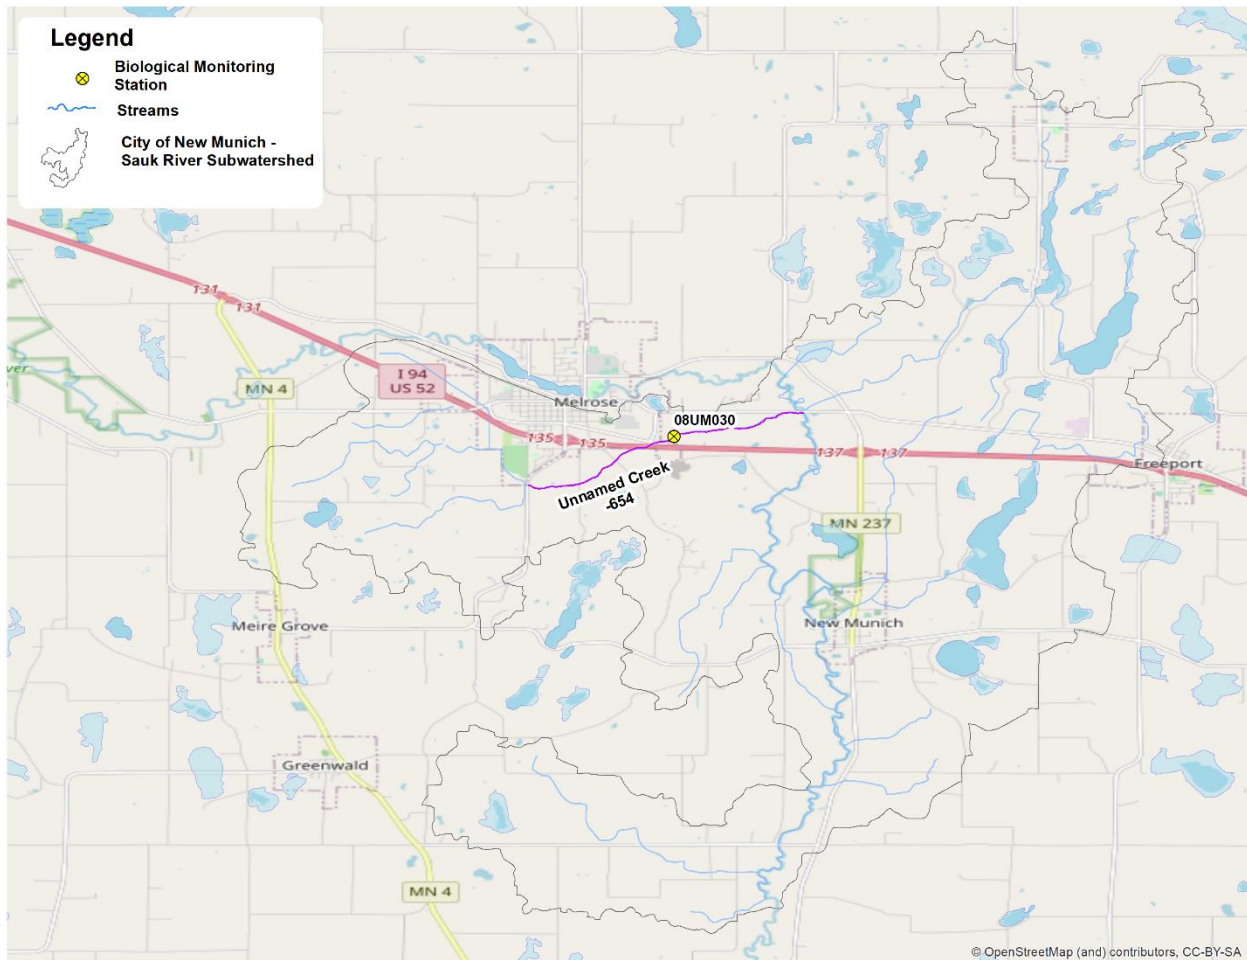 Legend
Biological Monitoring
Station
Streams
City of New Munich -
Sauk River Subwatershed
131
131
I 94
US 52
MN 4
ver
Melrose
08UM030
135
135
137
137
Freeport
Unnamed Creek
-654
MN 237
Meire Grove
New Munich
Greenwald
MN 4
© OpenStreetMap (and) contributors, CC-BY-SA